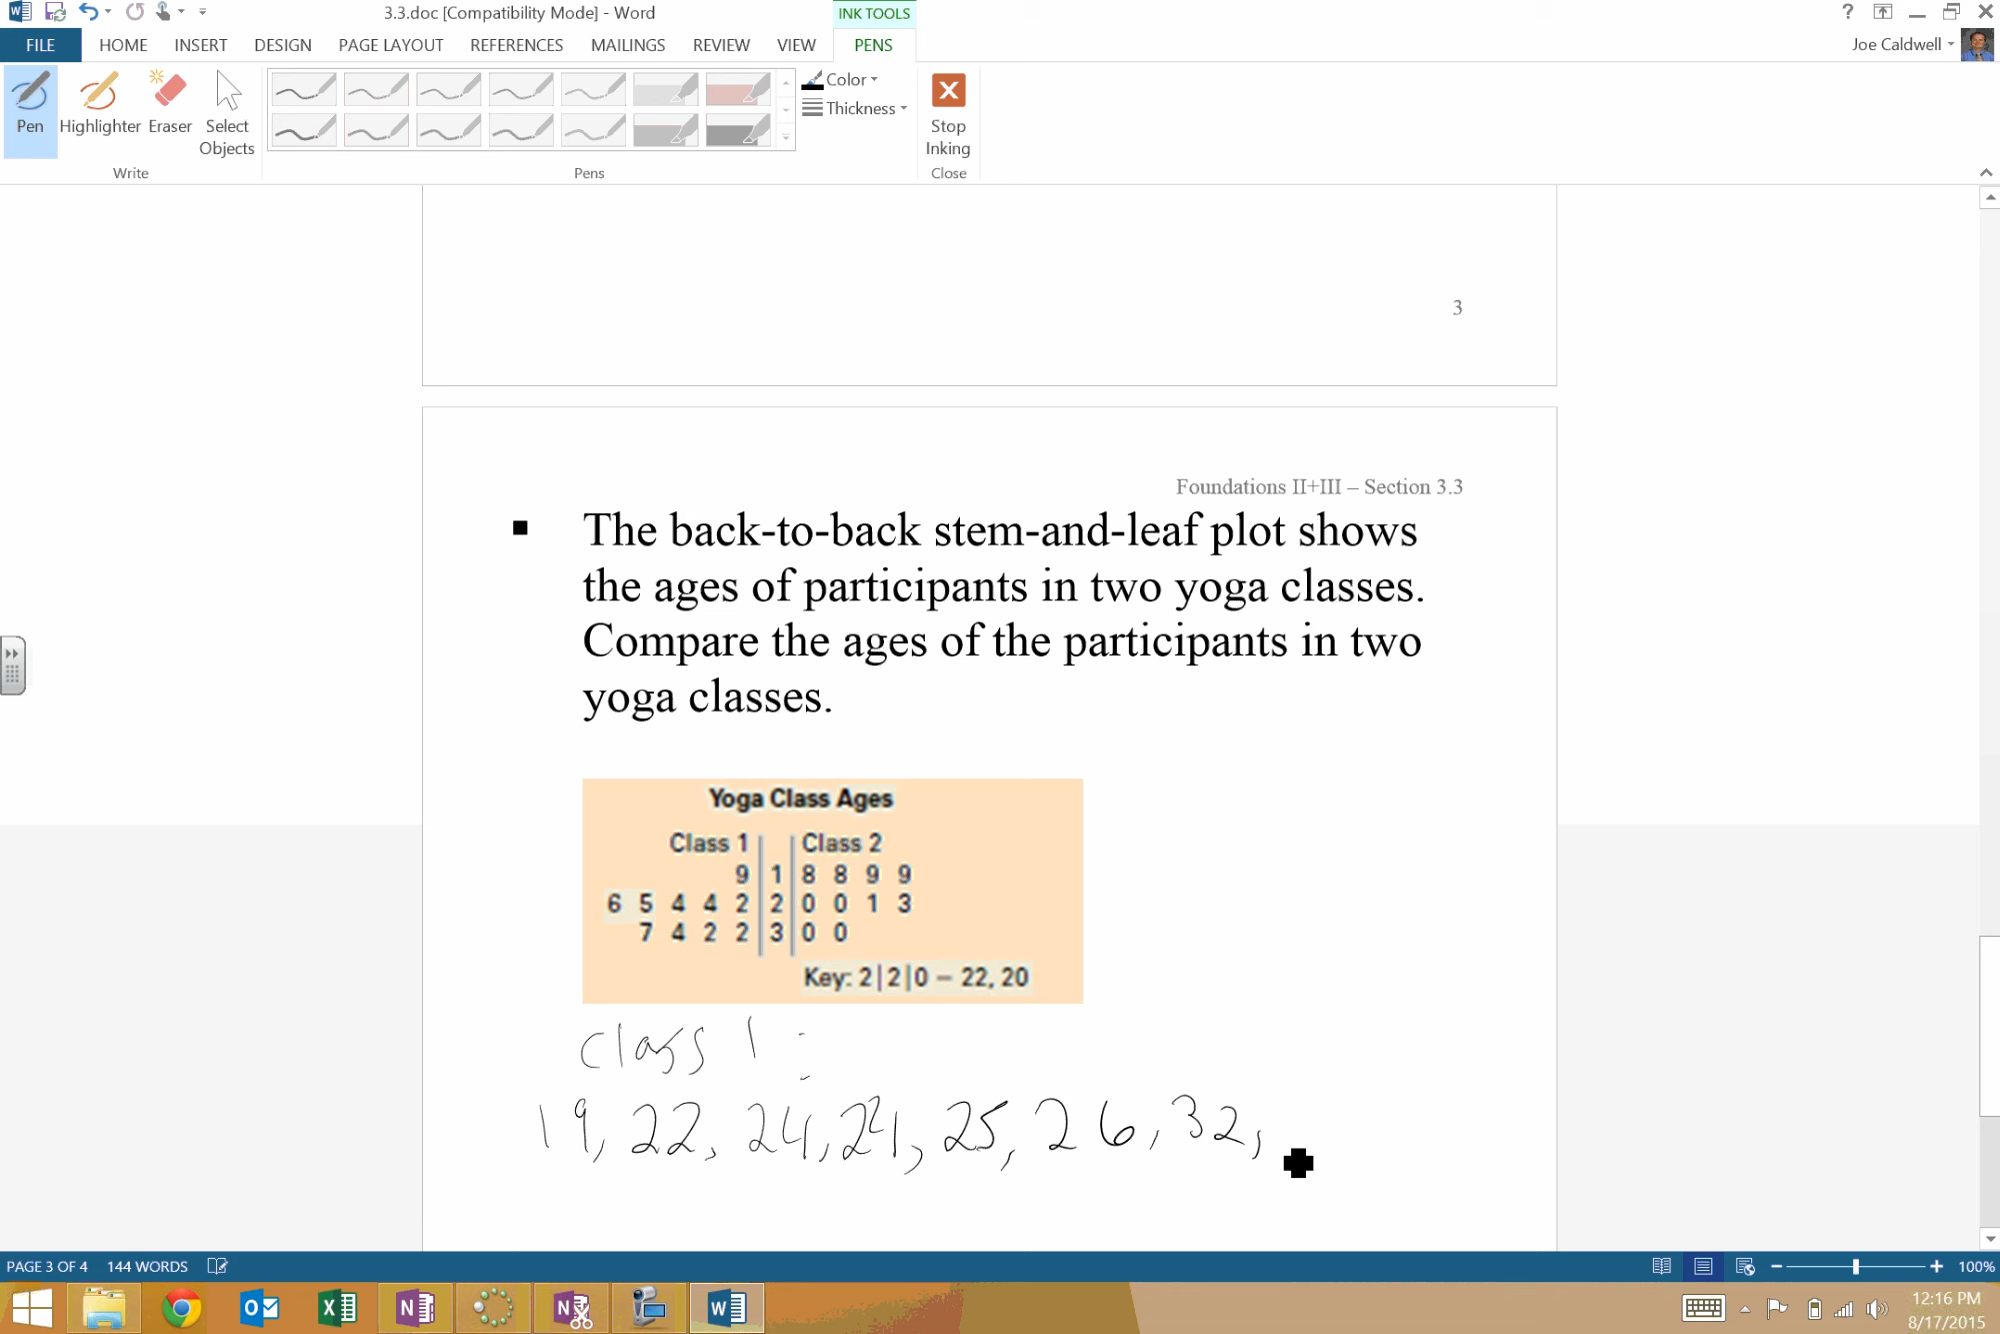 3.3.doc [Compatibility Mode] - Word
INK TOOLS
?
FILE HOME INSERT DESIGN PAGE LAYOUT REFERENCES MAILINGS REVIEW VIEW PENS
Joe Caldwell
Pen Highlighter Eraser Select Objects
Color
Thickness
Stop Inking
Write Pens Close
3
Foundations II+III – Section 3.3
▪ The back-to-back stem-and-leaf plot shows
the ages of participants in two yoga classes.
Compare the ages of the participants in two
yoga classes.
Yoga Class Ages
Class 1 | | Class 2
9 | 1 | 8 8 9 9
6 5 4 4 2 | 2 | 0 0 1 3
7 4 2 2 | 3 | 0 0
Key: 2|2|0 – 22, 20
class 1 :
19, 22, 24, 24, 25, 26, 32,
PAGE 3 OF 4 144 WORDS 100%
12:16 PM
8/17/2015